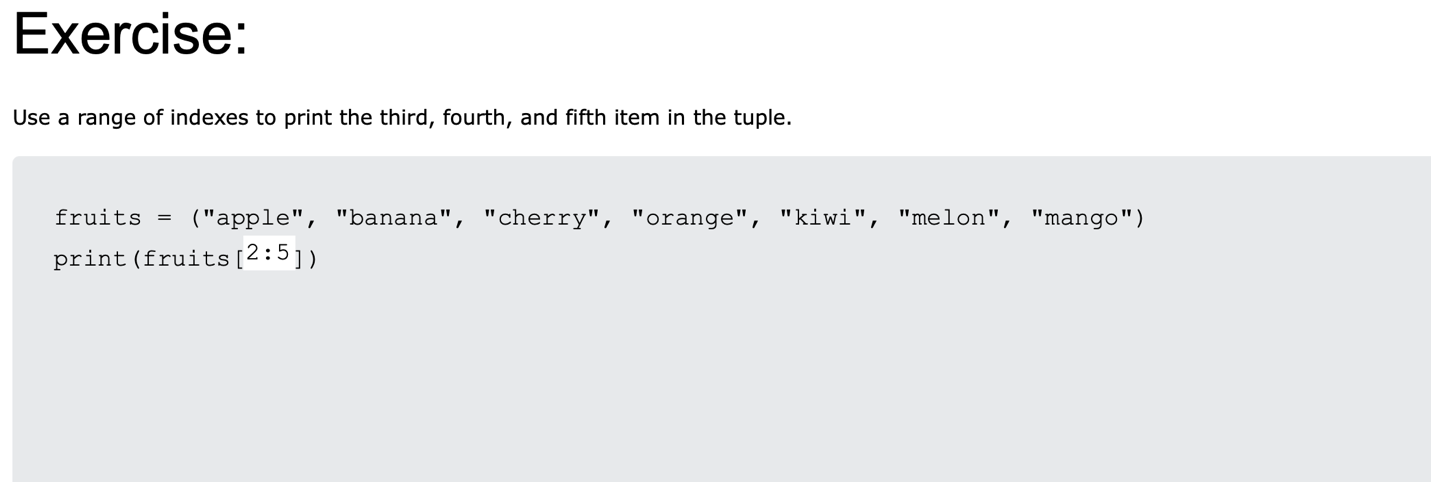 Exercise:
Use a range of indexes to print the third, fourth, and fifth item in the tuple.
fruits = ("apple", "banana", "cherry", "orange", "kiwi", "melon", "mango")
print(fruits[2:5])